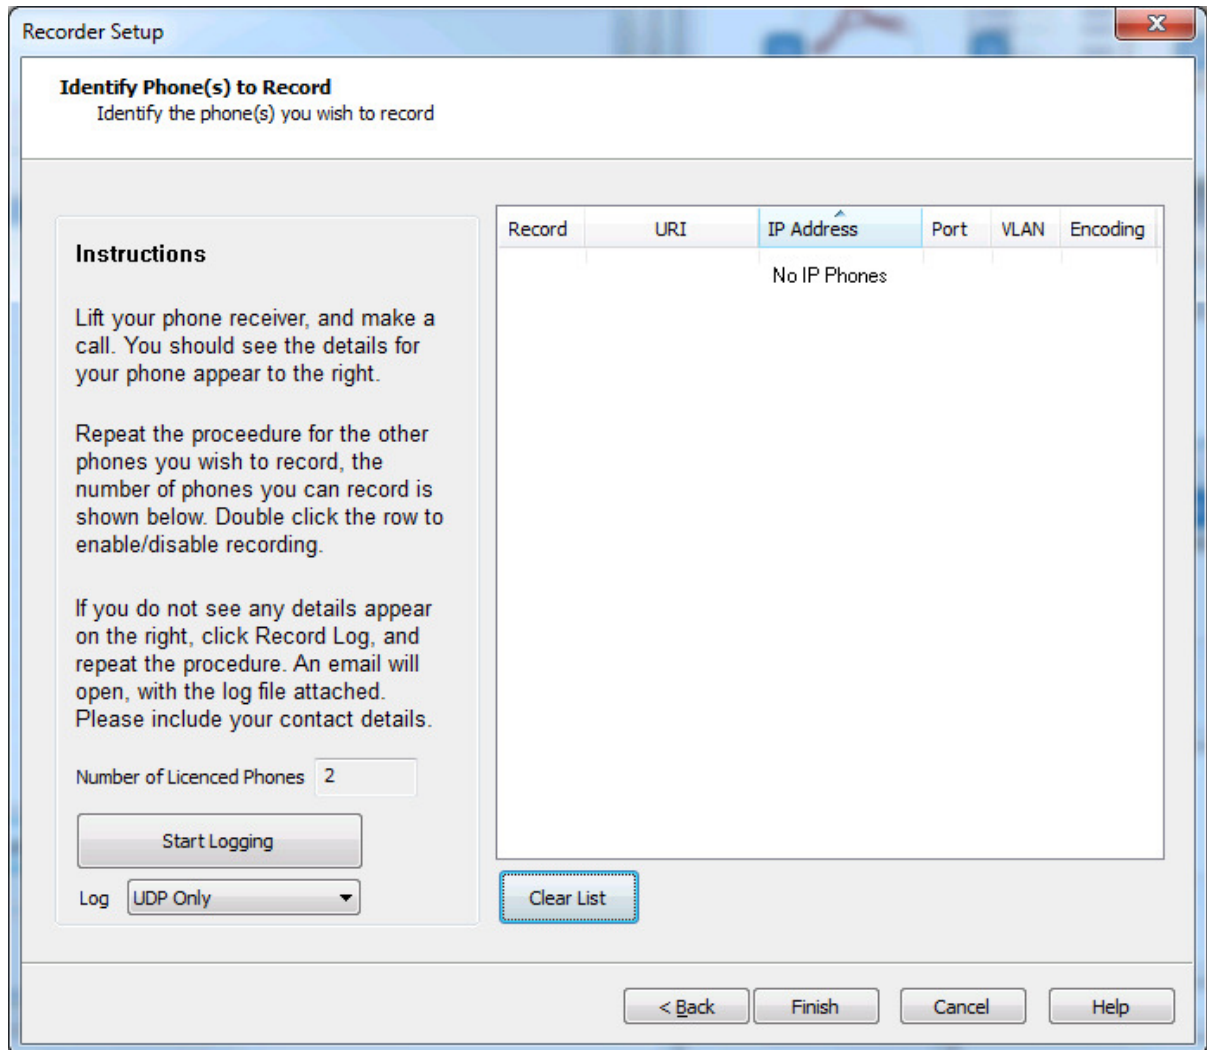 Recorder Setup
Identify Phone(s) to Record
Identify the phone(s) you wish to record
Instructions
Lift your phone receiver, and make a
call. You should see the details for
your phone appear to the right.
Repeat the proceedure for the other
phones you wish to record, the
number of phones you can record is
shown below. Double click the row to
enable/disable recording.
If you do not see any details appear
on the right, click Record Log, and
repeat the procedure. An email will
open, with the log file attached.
Please include your contact details.
Number of Licenced Phones 2
Start Logging
Log UDP Only
Record URI IP Address Port VLAN Encoding
No IP Phones
Clear List
< Back Finish Cancel Help